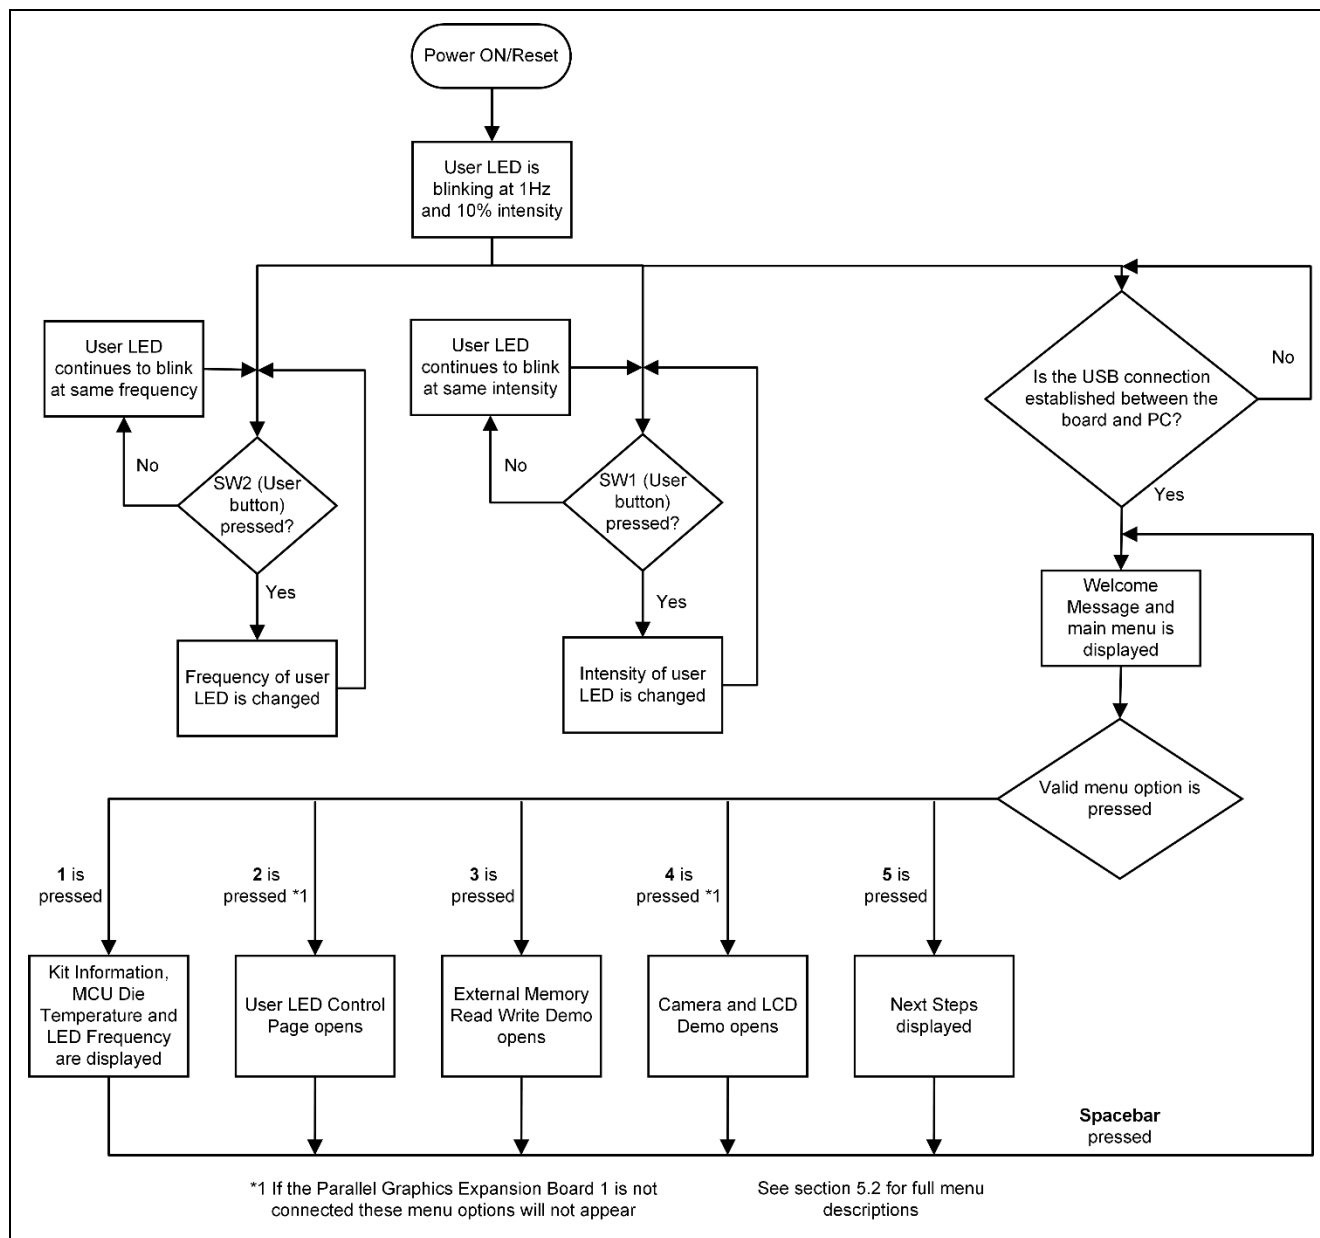 Power ON/Reset
User LED is
blinking at 1Hz
and 10% intensity
User LED
continues to blink
at same frequency
No
SW2 (User
button)
pressed?
Yes
Frequency of user
LED is changed
User LED
continues to blink
at same intensity
No
SW1 (User
button)
pressed?
Yes
Intensity of user
LED is changed
Is the USB connection
established between the
board and PC?
No
Yes
Welcome
Message and
main menu is
displayed
Valid menu option is
pressed
1 is
pressed
2 is
pressed *1
3 is
pressed
4 is
pressed *1
5 is
pressed
Kit Information,
MCU Die
Temperature and
LED Frequency
are displayed
User LED Control
Page opens
External Memory
Read Write Demo
opens
Camera and LCD
Demo opens
Next Steps
displayed
Spacebar
pressed
*1 If the Parallel Graphics Expansion Board 1 is not
connected these menu options will not appear
See section 5.2 for full menu
descriptions